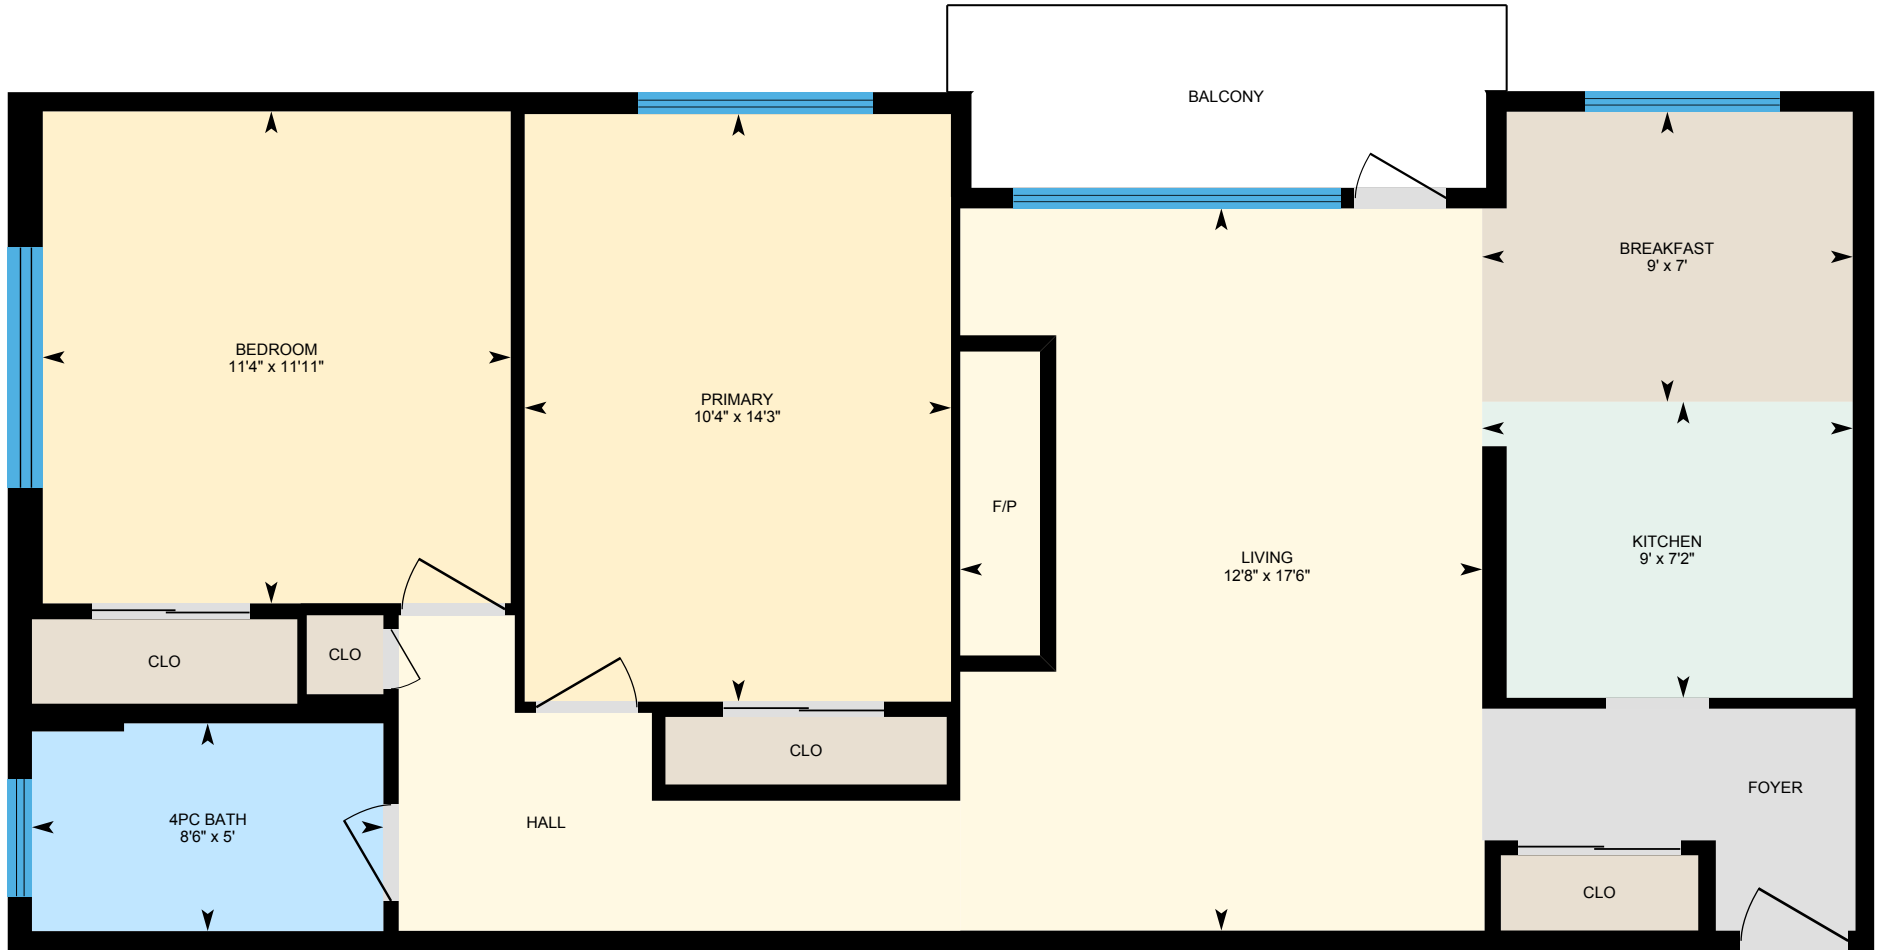 BALCONY
BREAKFAST
9' x 7'
BEDROOM
11'4" x 11'11"
PRIMARY
10'4" x 14'3"
F/P
LIVING
12'8" x 17'6"
KITCHEN
9' x 7'2"
CLO
CLO
CLO
FOYER
4PC BATH
8'6" x 5'
HALL
CLO